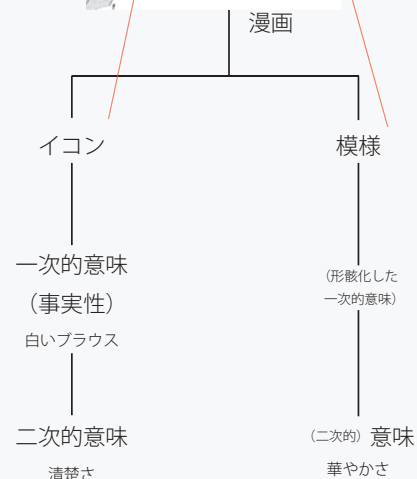 漫画
イコン
模様
一次的意味
（事実性）
白いブラウス
（形骸化した
一次的意味）
二次的意味
清楚さ
（二次的）意味
華やかさ